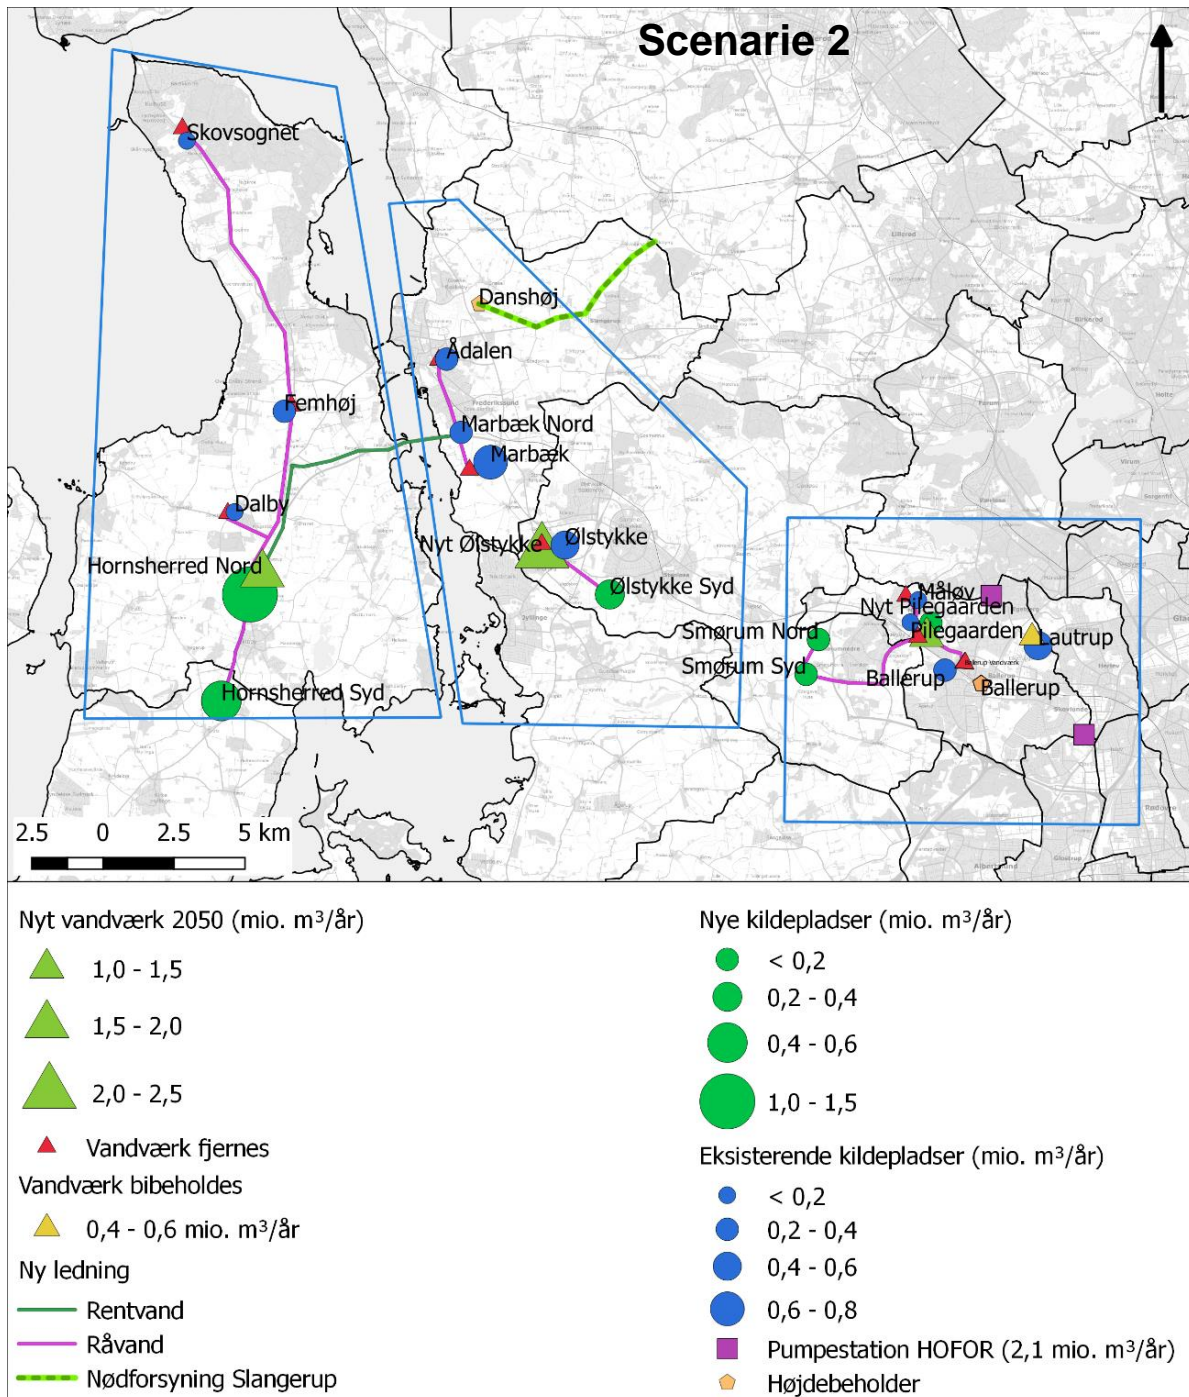 Scenarie 2
Skovsognet
Danshøj
Ådalen
Frederikssund
Femhøj
Marbæk Nord
Marbæk
Dalby
Nyt Ølstykke
Ølstykke
Hornsherred Nord
Ølstykke Syd
Måløv
Nyt Pilegaarden
Smørum Nord
Pilegaarden
Lautrup
Ballerup Vandværk
Smørum Syd
Ballerup
Ballerup
Hornsherred Syd
2.5 0 2.5 5 km
Nyt vandværk 2050 (mio. m³/år)
1,0 - 1,5
1,5 - 2,0
2,0 - 2,5
Vandværk fjernes
Vandværk bibeholdes
0,4 - 0,6 mio. m³/år
Ny ledning
Rentvand
Råvand
Nødforsyning Slangerup
Nye kildepladser (mio. m³/år)
< 0,2
0,2 - 0,4
0,4 - 0,6
1,0 - 1,5
Eksisterende kildepladser (mio. m³/år)
< 0,2
0,2 - 0,4
0,4 - 0,6
0,6 - 0,8
Pumpestation HOFOR (2,1 mio. m³/år)
Højdebeholder